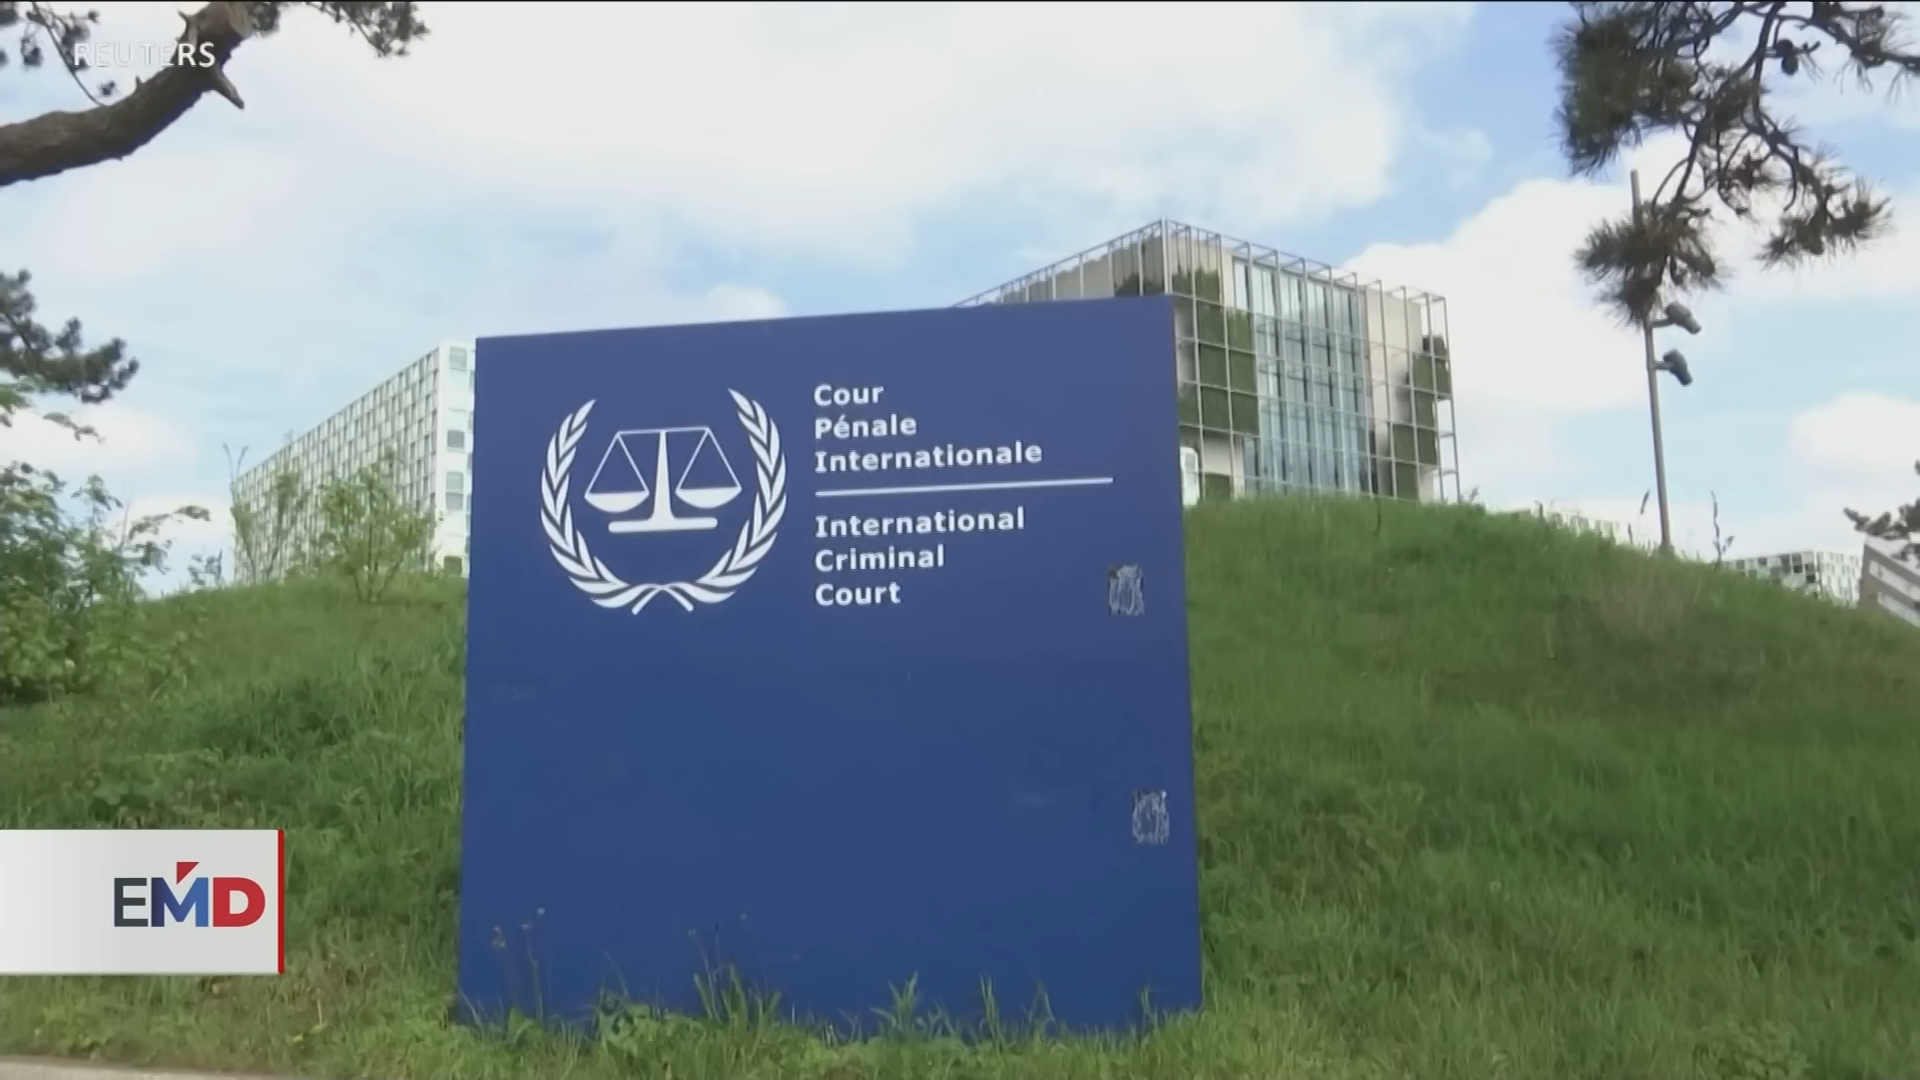 REUTERS
Cour
Pénale
Internationale
International
Criminal
Court
EMD